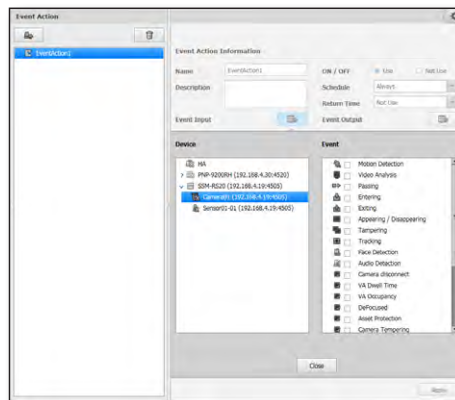 Event Action
EventAction1
Event Action Information
Name
EventAction1
ON / OFF
Use
Not Use
Description
Schedule
Always
Return Time
Not Use
Event Input
Event Output
Device
HA
PNP-9200RH (192.168.4.30:4520)
SSM-RS20 (192.168.4.19:4505)
Camera01 (192.168.4.19:4505)
Sensor01-01 (192.168.4.19:4505)
Event
Motion Detection
Video Analysis
Passing
Entering
Exiting
Appearing / Disappearing
Tampering
Tracking
Face Detection
Audio Detection
Camera disconnect
VA Dwell Time
VA Occupancy
DeFocused
Asset Protection
Camera Tempering
Close
Apply